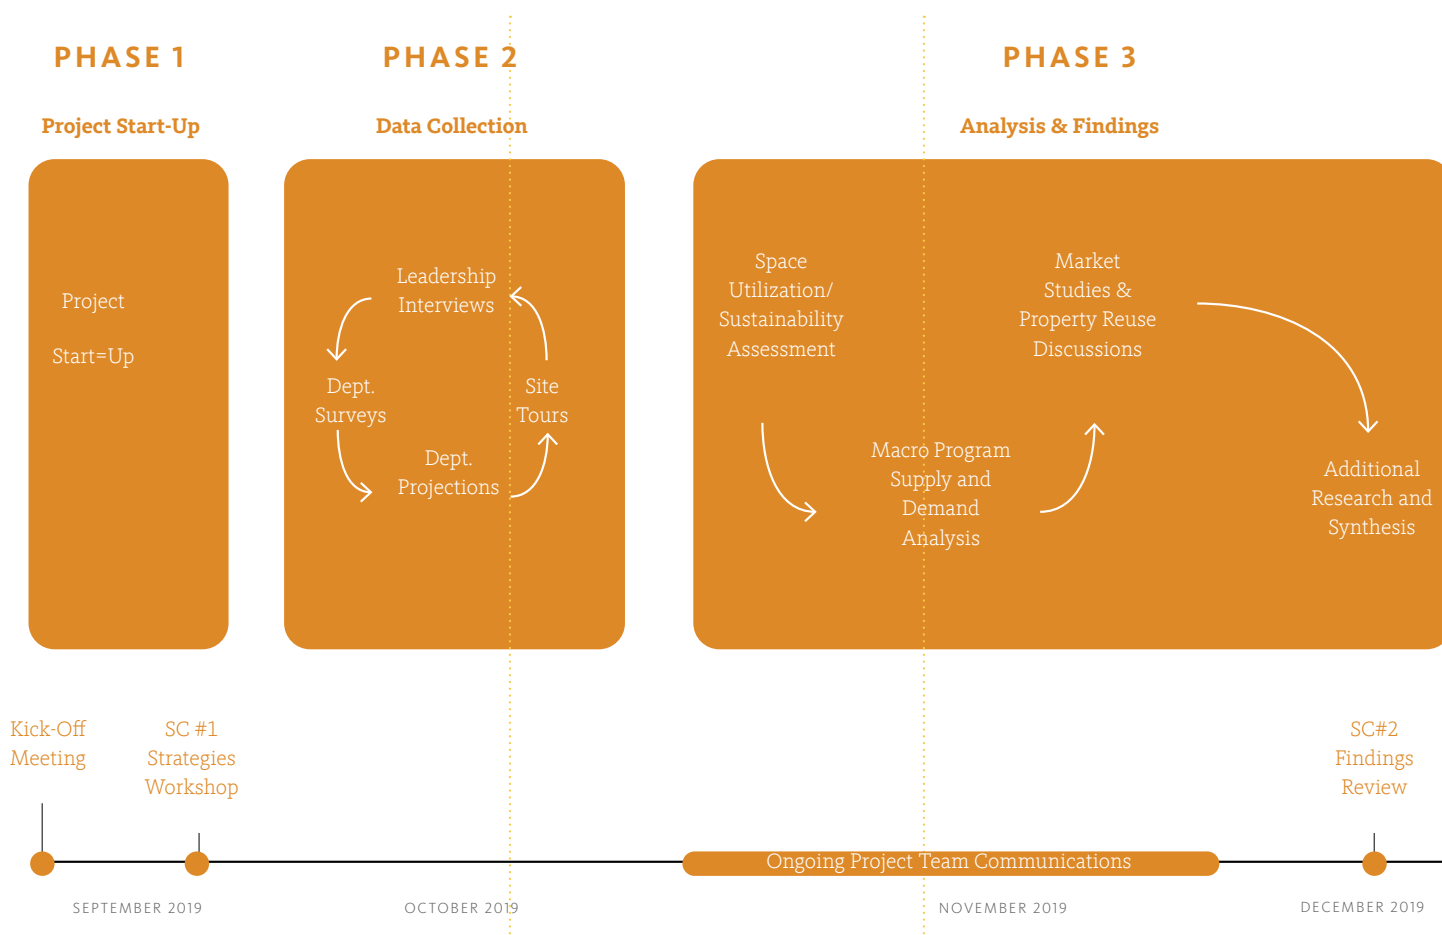 PHASE 1
Project Start-Up
Project
Start=Up
PHASE 2
Data Collection
Leadership
Interviews
Dept.
Surveys
Dept.
Projections
Site
Tours
PHASE 3
Analysis & Findings
Space
Utilization/
Sustainability
Assessment
Macro Program
Supply and
Demand
Analysis
Market
Studies &
Property Reuse
Discussions
Additional
Research and
Synthesis
Kick-Off
Meeting
SC #1
Strategies
Workshop
SC#2
Findings
Review
Ongoing Project Team Communications
SEPTEMBER 2019
OCTOBER 2019
NOVEMBER 2019
DECEMBER 2019